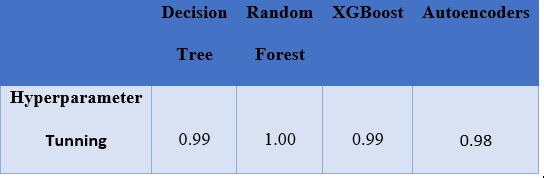 Decision Random XGBoost Autoencoders
Tree Forest
Hyperparameter
Tunning 0.99 1.00 0.99 0.98
.